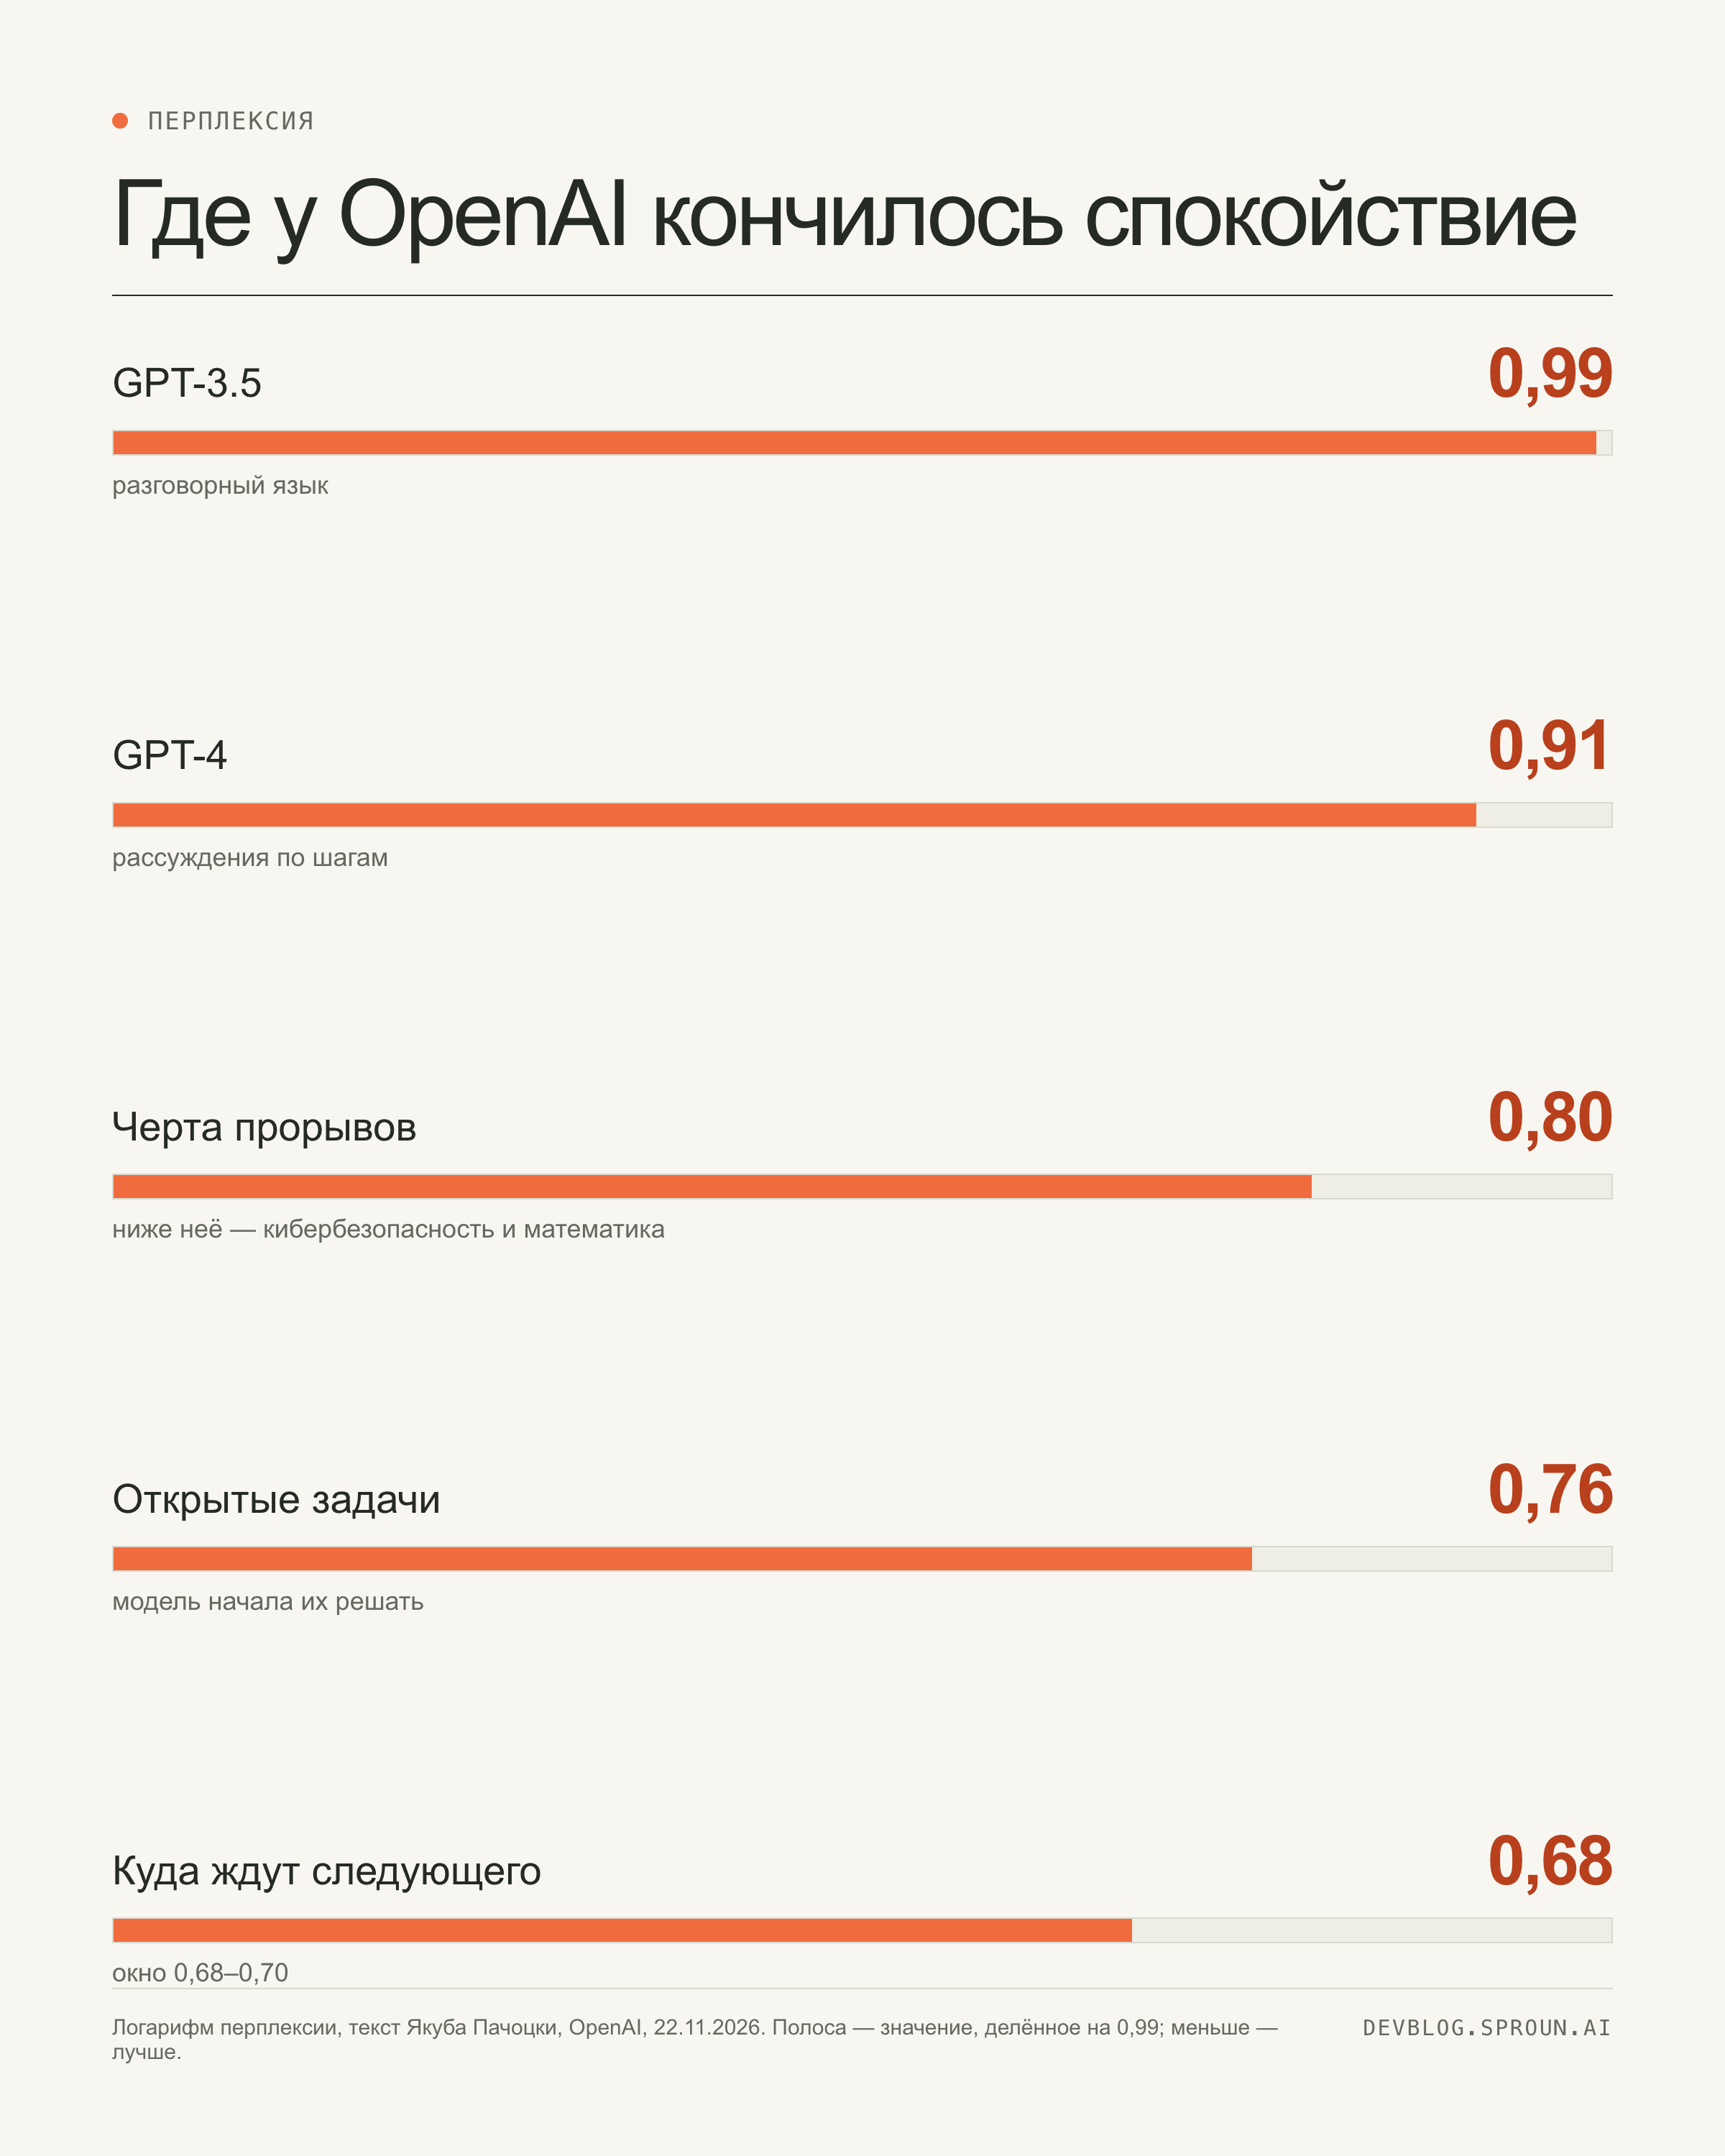 ПЕРПЛЕКСИЯ
Где у OpenAI кончилось спокойствие
GPT-3.5
0,99
разговорный язык
GPT-4
0,91
рассуждения по шагам
Черта прорывов
0,80
ниже неё — кибербезопасность и математика
Открытые задачи
0,76
модель начала их решать
Куда ждут следующего
0,68
окно 0,68–0,70
Логарифм перплексии, текст Якуба Пачоцки, OpenAI, 22.11.2026. Полоса — значение, делённое на 0,99; меньше —
лучше.
DEVBLOG.SPROUN.AI